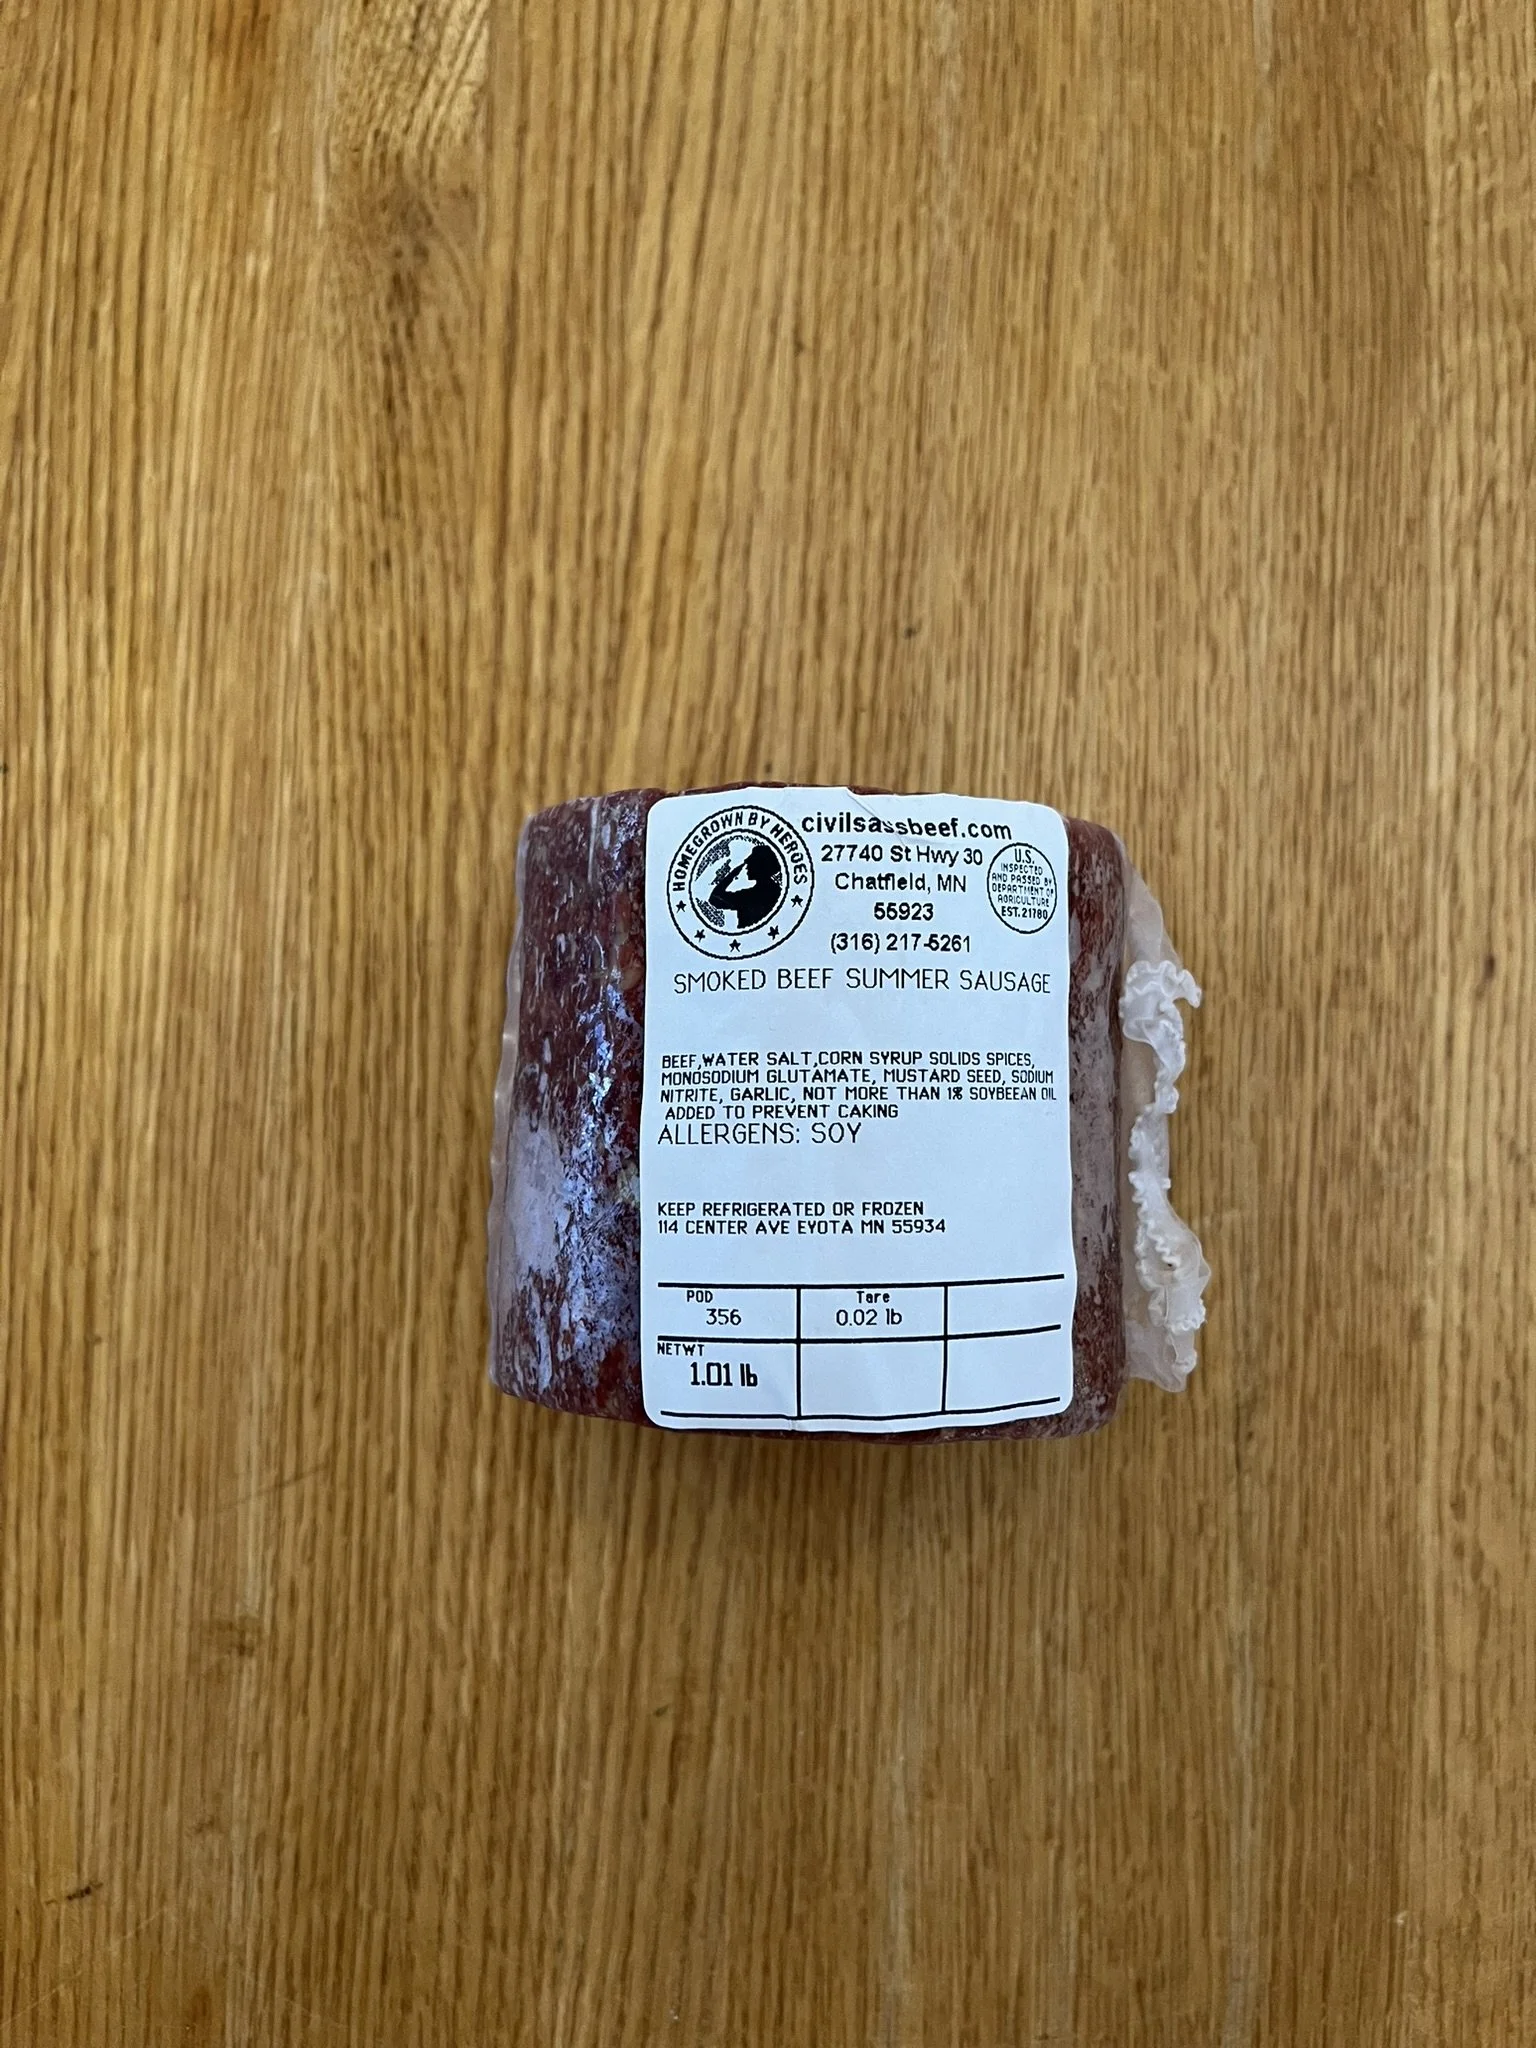 HOMEGROWN BY HEROES
civilsassbeef.com
27740 St Hwy 30
Chatfield, MN
55923
(316) 217-5261
U.S.
INSPECTED
AND PASSED BY
DEPARTMENT OF
AGRICULTURE
EST. 21780
SMOKED BEEF SUMMER SAUSAGE
BEEF,WATER SALT,CORN SYRUP SOLIDS SPICES,
MONOSODIUM GLUTAMATE, MUSTARD SEED, SODIUM
NITRITE, GARLIC, NOT MORE THAN 1% SOYBEEAN OIL
ADDED TO PREVENT CAKING
ALLERGENS: SOY
KEEP REFRIGERATED OR FROZEN
114 CENTER AVE EYOTA MN 55934
POD
356
Tare
0.02 lb
NETWT
1.01 lb